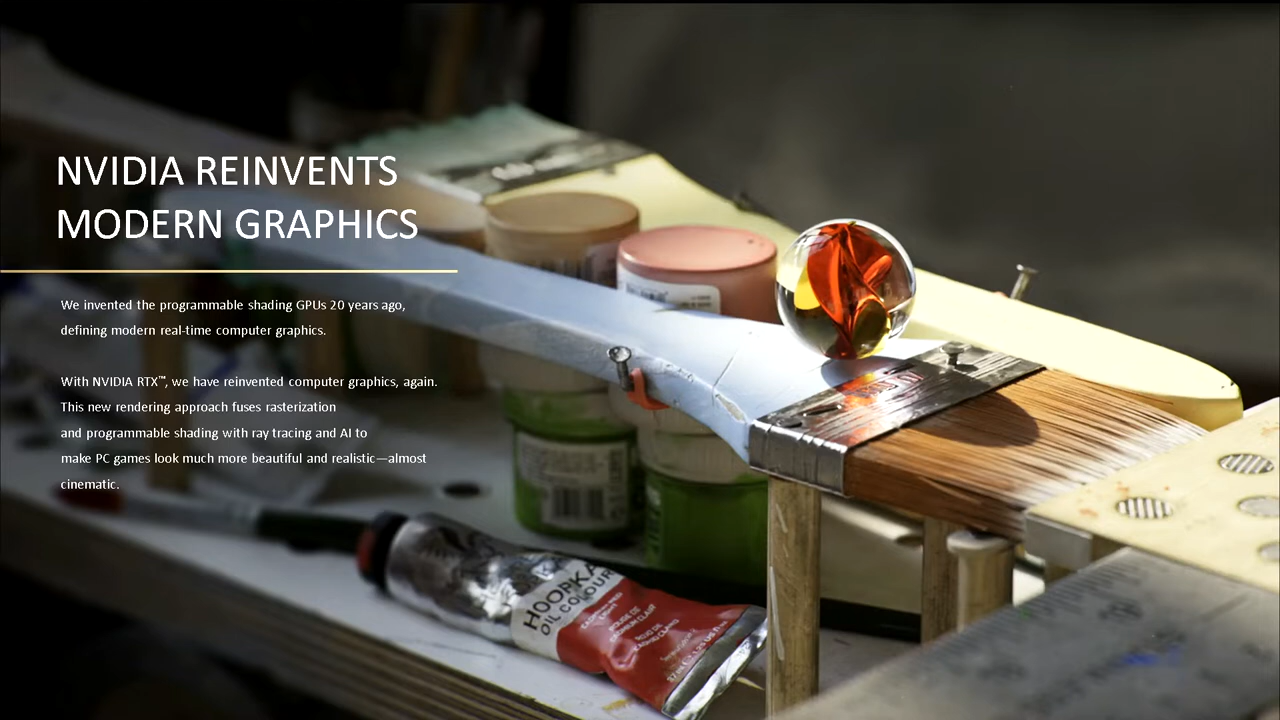 NVIDIA REINVENTS
MODERN GRAPHICS
We invented the programmable shading GPUs 20 years ago,
defining modern real-time computer graphics.
With NVIDIA RTX™, we have reinvented computer graphics, again.
This new rendering approach fuses rasterization
and programmable shading with ray tracing and AI to
make PC games look much more beautiful and realistic—almost
cinematic.
HOORKA
OIL COLOUR